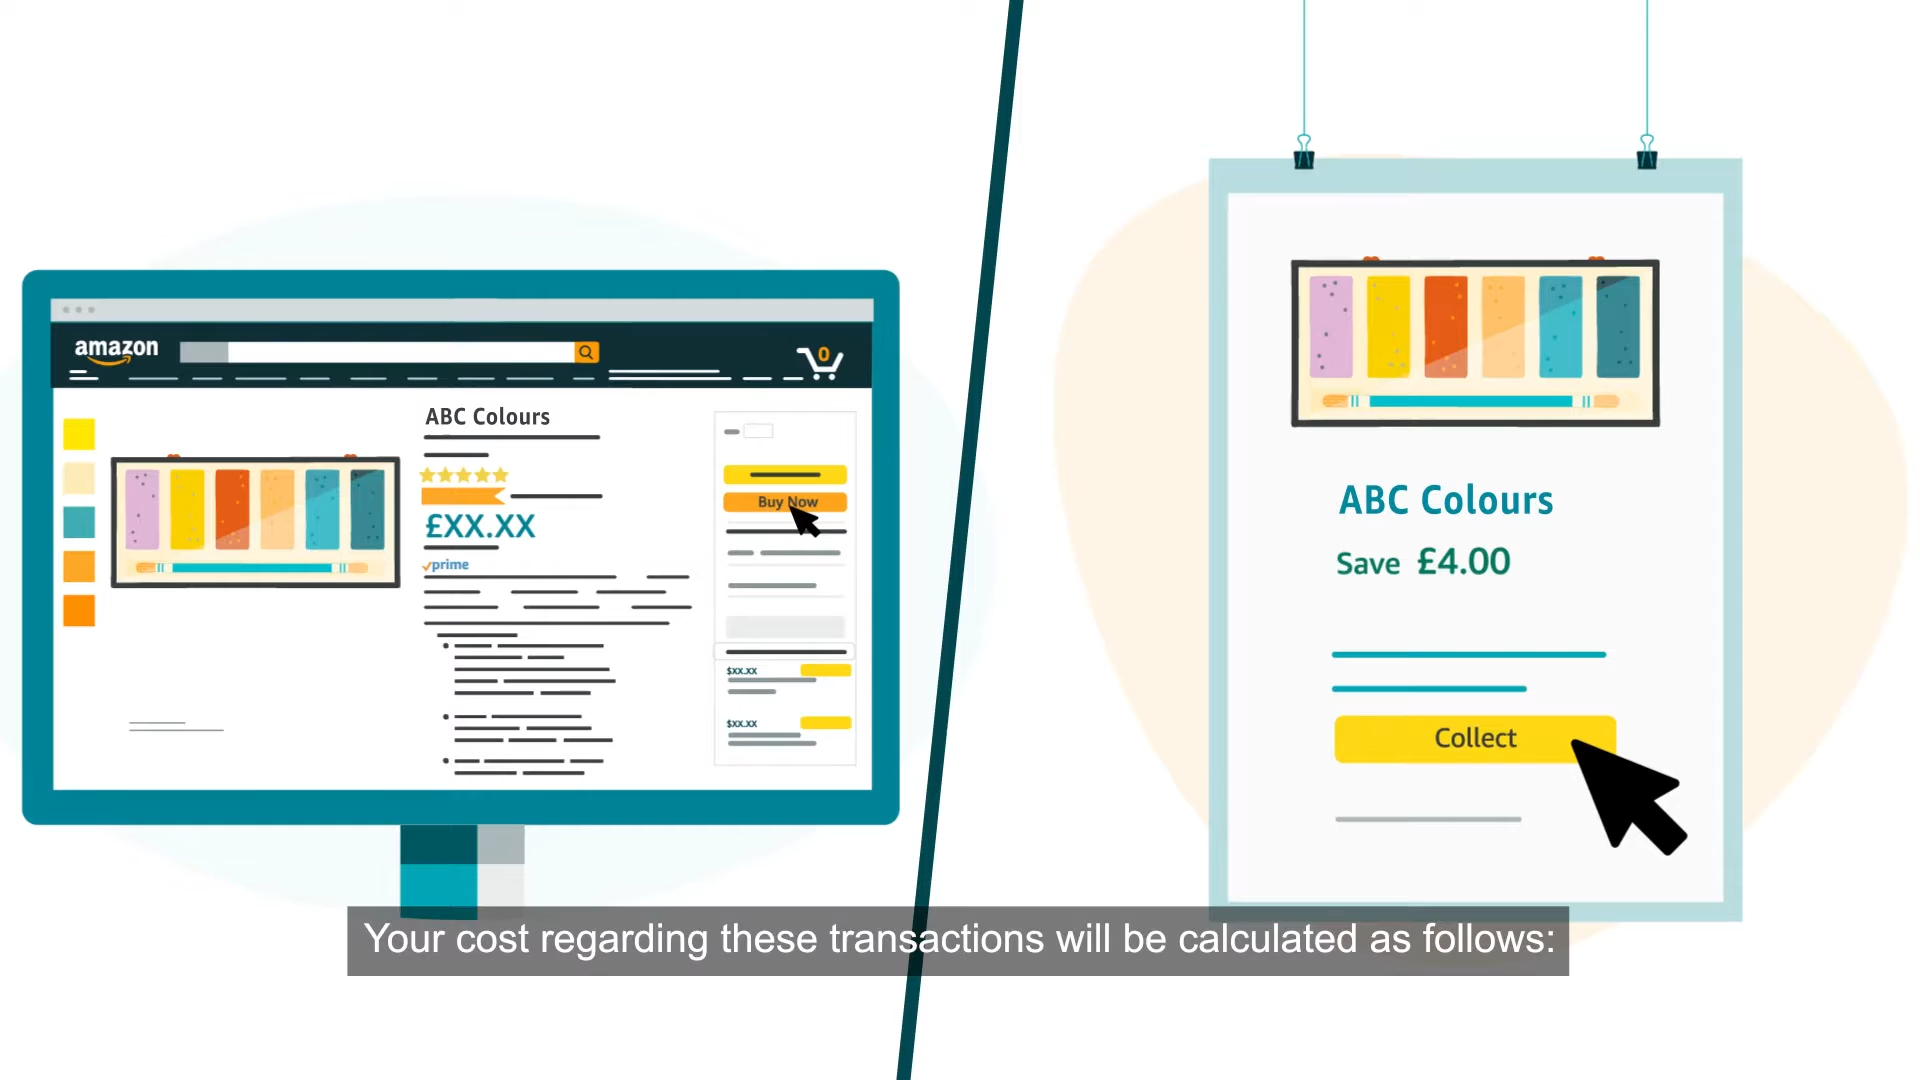 amazon
0
ABC Colours
£XX.XX
prime
Buy Now
$XX.XX
$XX.XX
ABC Colours
Save £4.00
Collect
Your cost regarding these transactions will be calculated as follows: